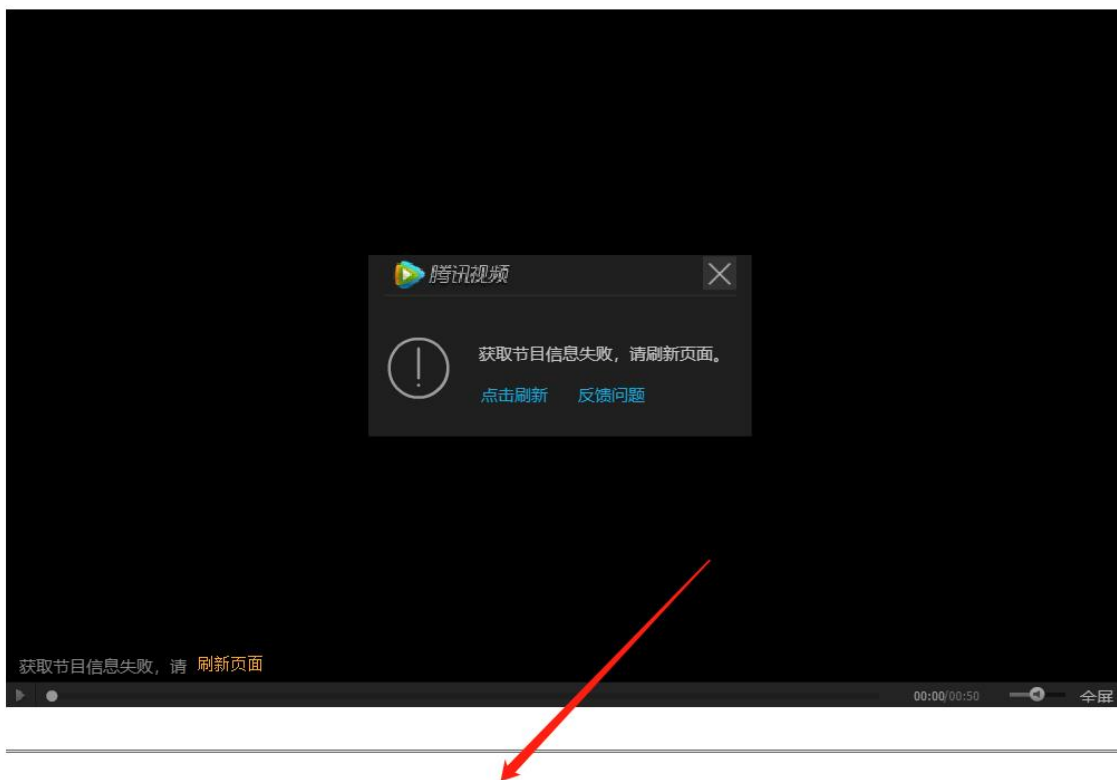 腾讯视频
获取节目信息失败，请刷新页面。
点击刷新 反馈问题
获取节目信息失败，请 刷新页面
00:00/00:50 全屏